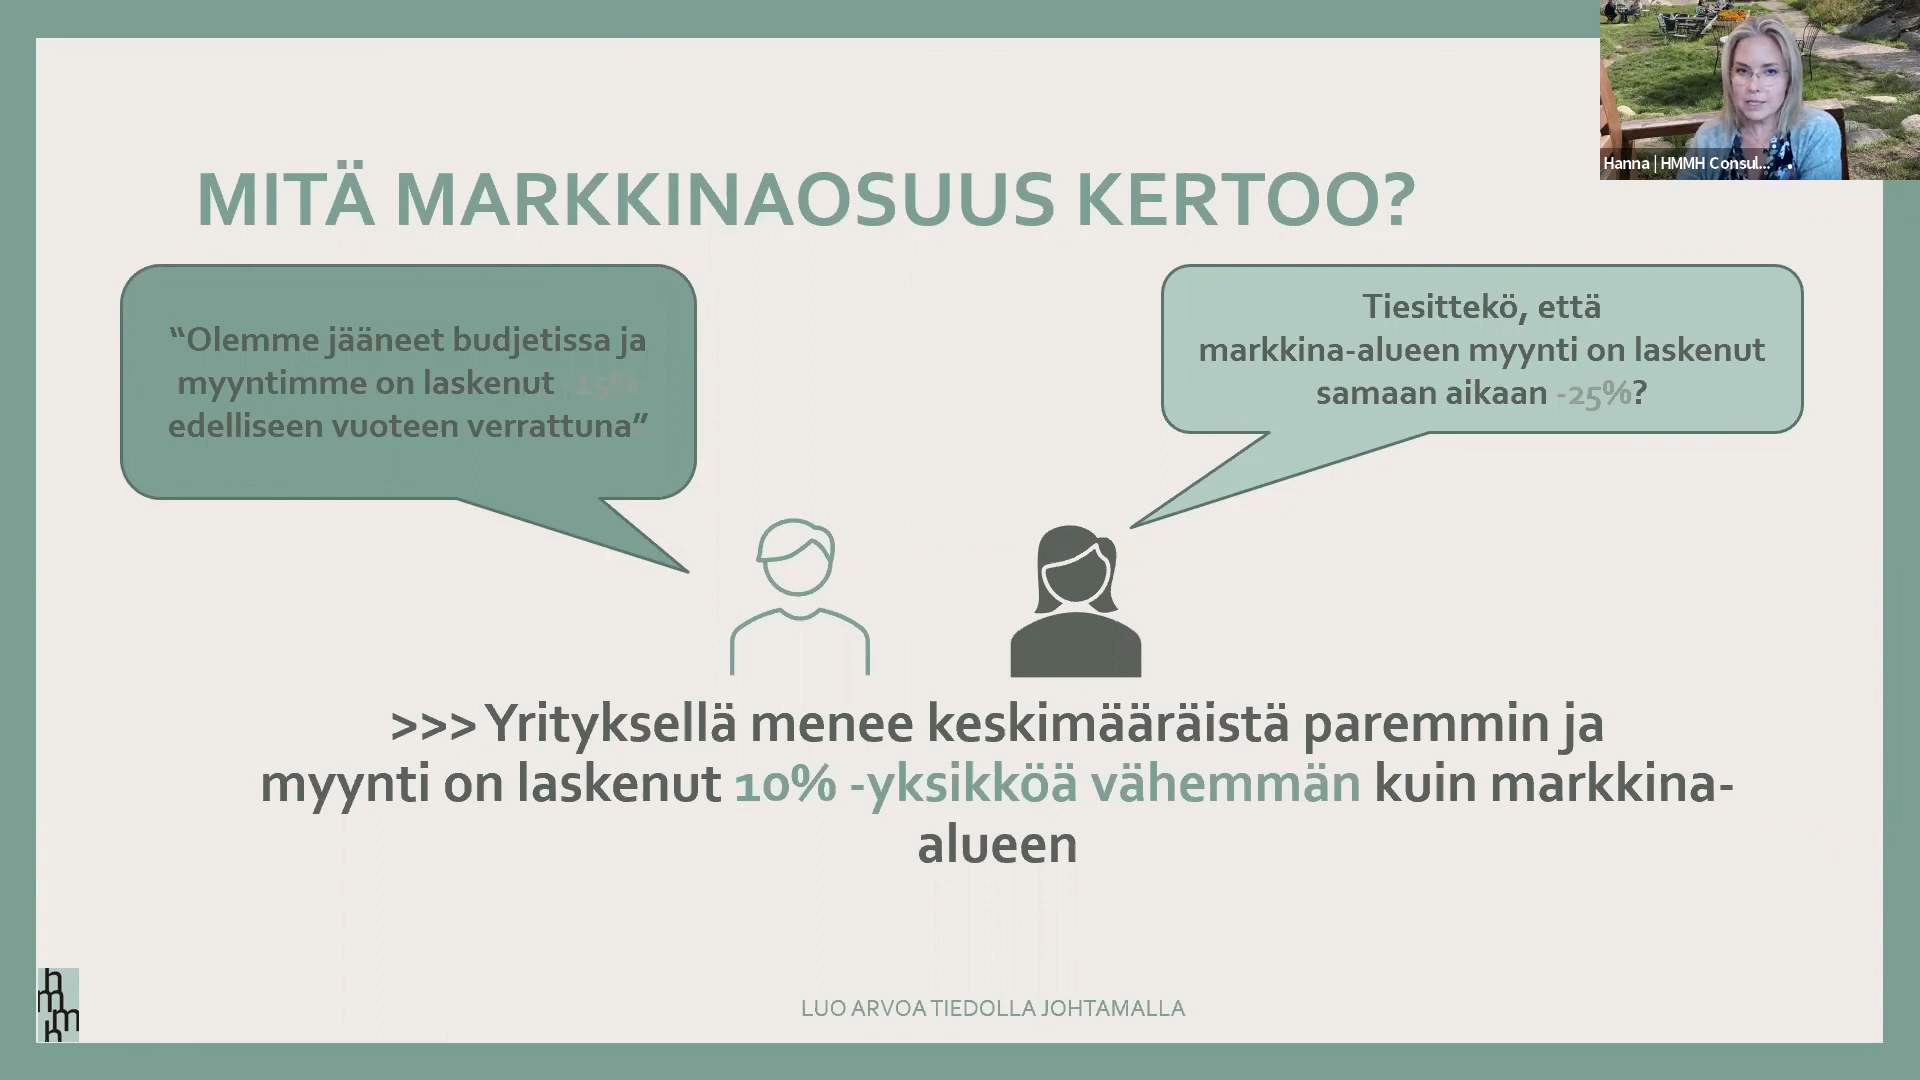 Hanna | HMMH Consul...
MITÄ MARKKINAOSUUS KERTOO?
“Olemme jääneet budjetissa ja
myyntimme on laskenut -15%
edelliseen vuoteen verrattuna”
Tiesittekö, että
markkina-alueen myynti on laskenut
samaan aikaan -25%?
>>> Yrityksellä menee keskimääräistä paremmin ja
myynti on laskenut 10% -yksikköä vähemmän kuin markkina-
alueen
h
m
m
h
LUO ARVOA TIEDOLLA JOHTAMALLA